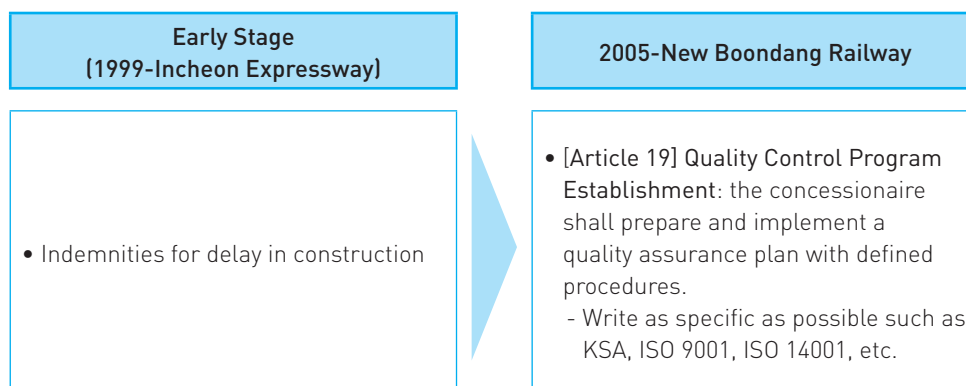 Early Stage
(1999-Incheon Expressway)
2005-New Boondang Railway
• Indemnities for delay in construction
• [Article 19] Quality Control Program
Establishment: the concessionaire
shall prepare and implement a
quality assurance plan with defined
procedures.
- Write as specific as possible such as
KSA, ISO 9001, ISO 14001, etc.